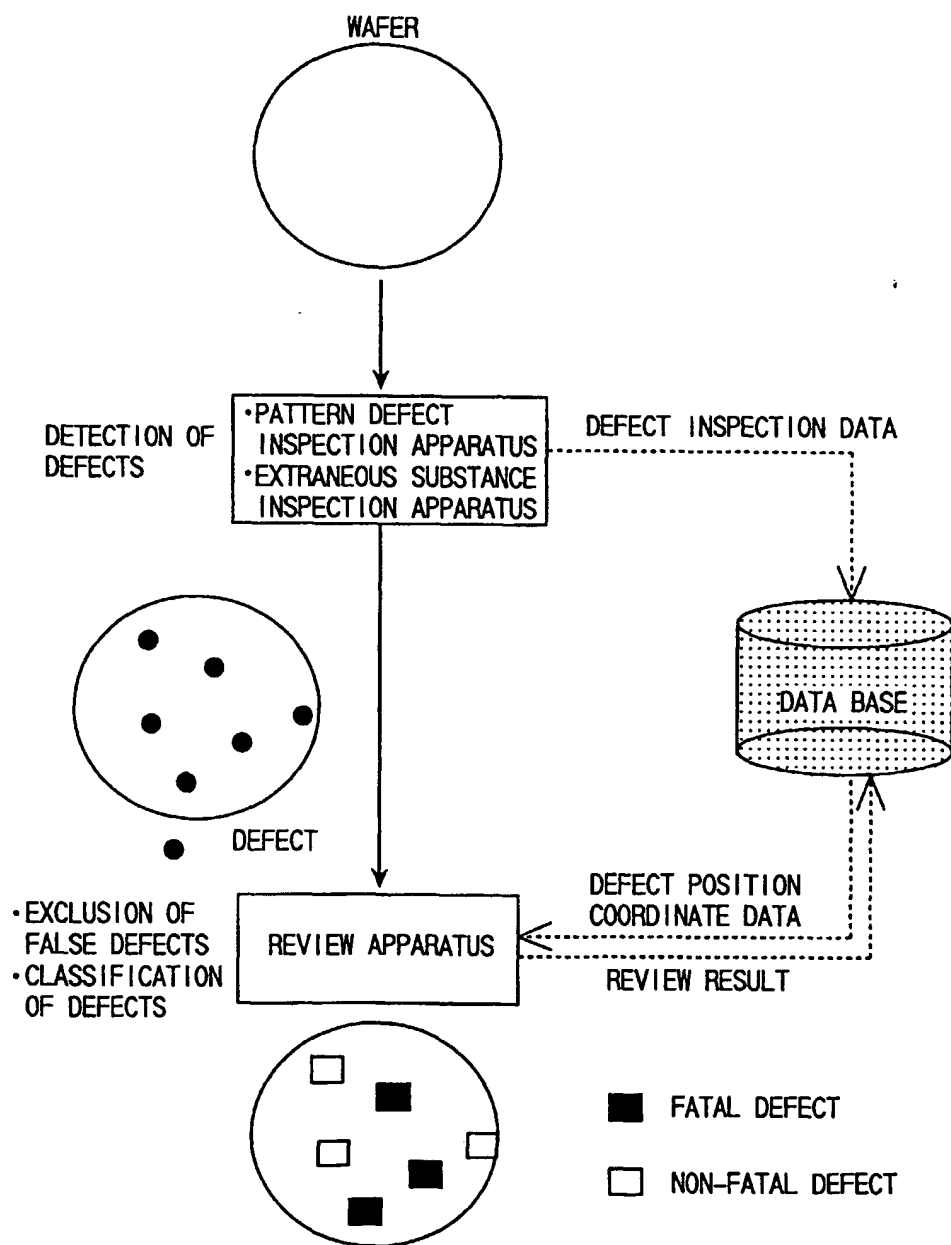 WAFER
DETECTION OF
DEFECTS
・PATTERN DEFECT
INSPECTION APPARATUS
・EXTRANEOUS SUBSTANCE
INSPECTION APPARATUS
DEFECT INSPECTION DATA
DATA BASE
DEFECT
・EXCLUSION OF
FALSE DEFECTS
・CLASSIFICATION
OF DEFECTS
REVIEW APPARATUS
DEFECT POSITION
COORDINATE DATA
REVIEW RESULT
FATAL DEFECT
NON-FATAL DEFECT